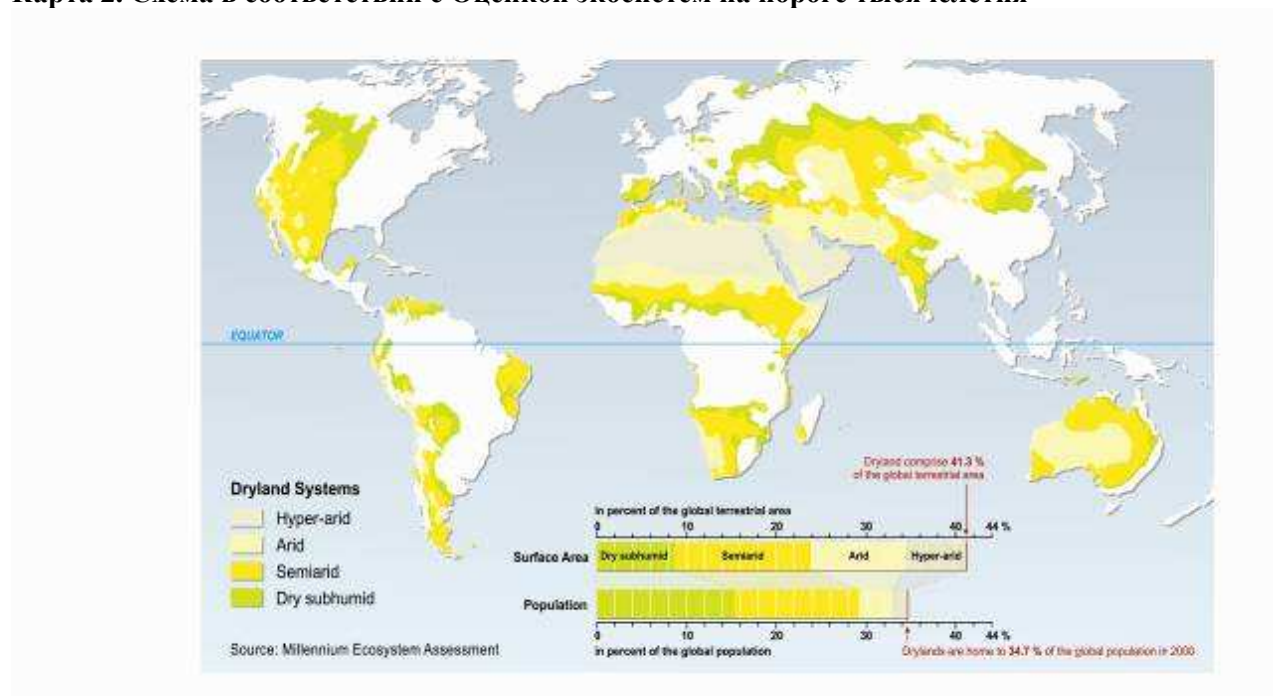 Карта 2. Схема в соответствии с Оценкой экосистем на пороге тысячелетия
EQUATOR
Dryland Systems
Hyper-arid
Arid
Semiarid
Dry subhumid
Source: Millennium Ecosystem Assessment
Dryland comprise 41.3 %
of the global terrestrial area
in percent of the global terrestrial area
0 10 20 30 40 44 %
Surface Area Dry subhumid Semiarid Arid Hyper-arid
Population
0 10 20 30 40 44 %
in percent of the global population
Drylands are home to 34.7 % of the global population in 2000